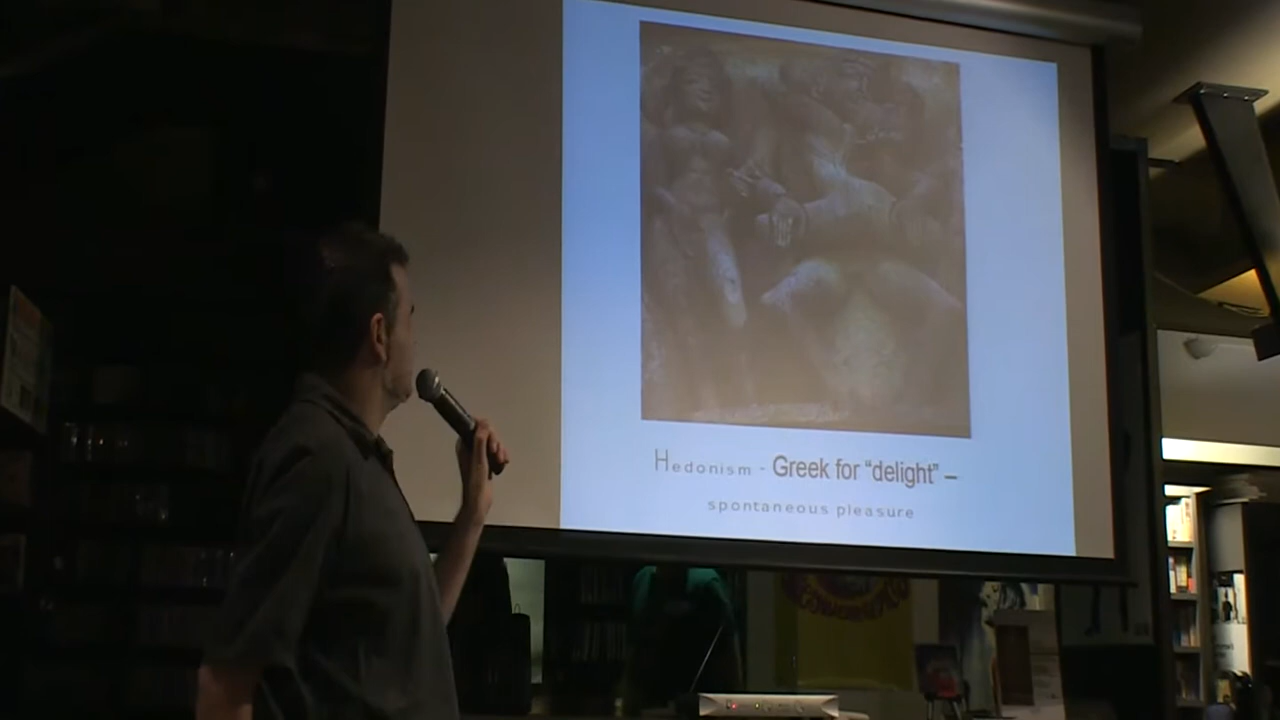 Hedonism - Greek for “delight” –
spontaneous pleasure